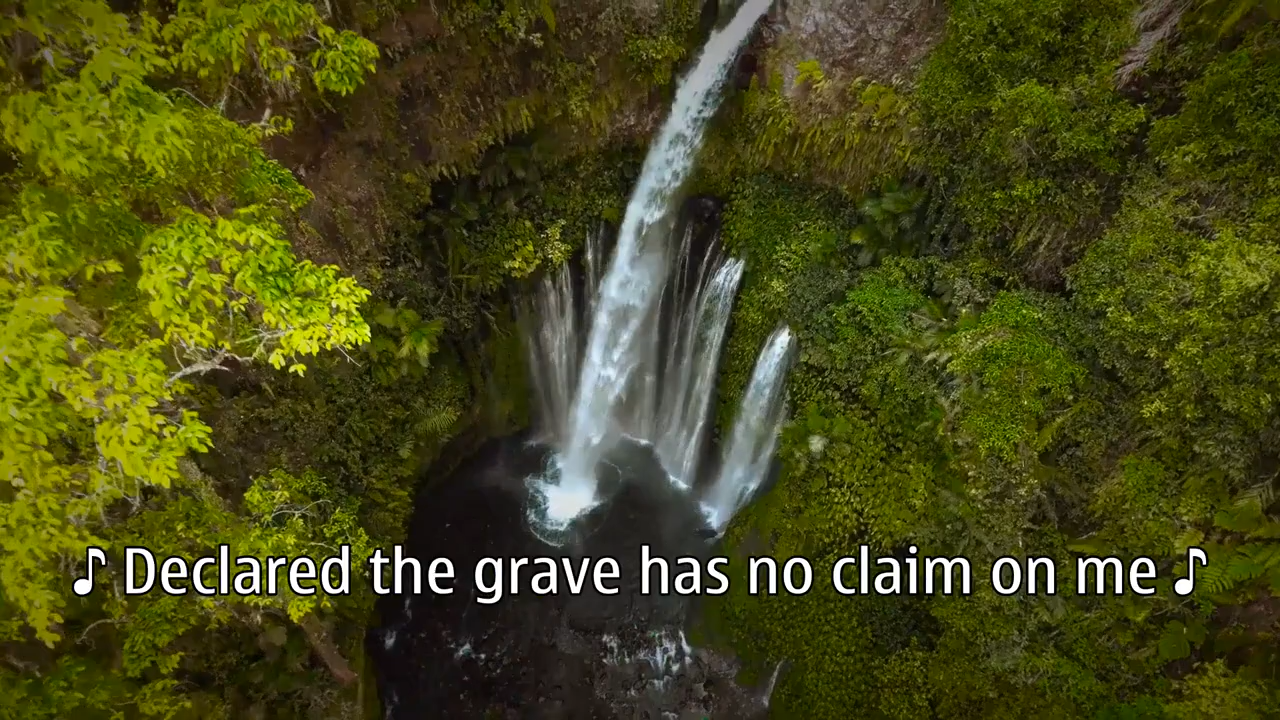 ♪ Declared the grave has no claim on me ♪